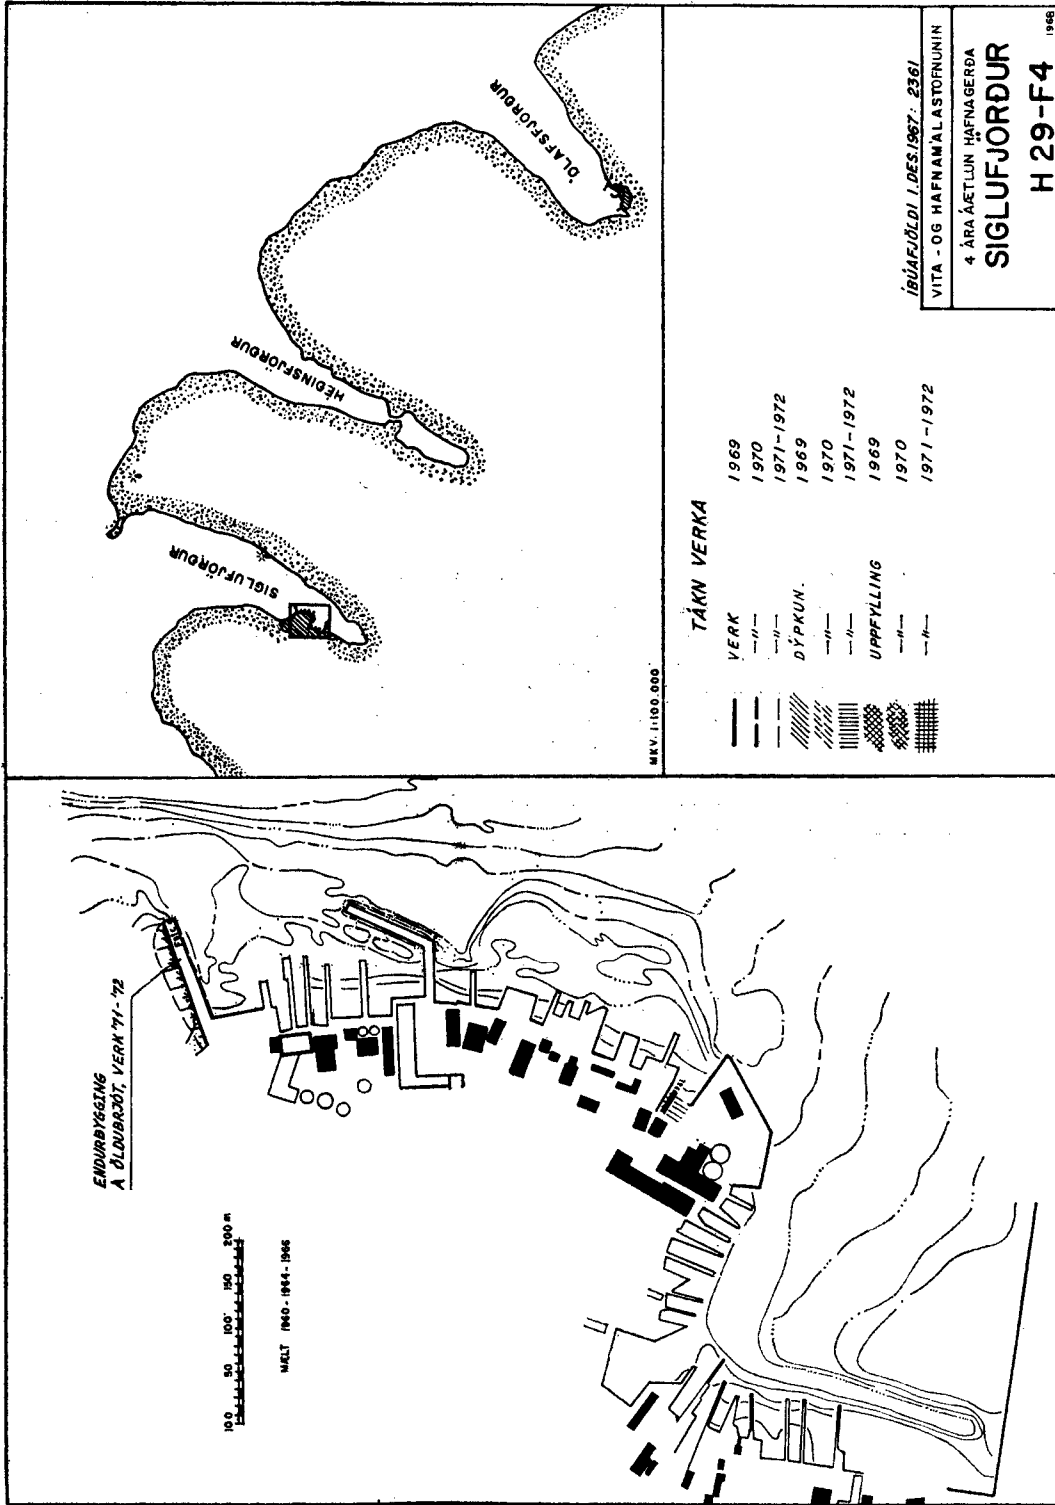 ENDURBYGGING
Á ÖLDUBRJÓT, VERK '71 - '72
10 0 50 100 150 200 m
MÆLT 1960 - 1964 - 1966
SIGLUFJÖRÐUR
HÉÐINSFJÖRÐUR
ÓLAFSFJÖRÐUR
MKV. 1:100.000
TÁKN VERKA
VERK 1969
—"— 1970
—"— 1971-1972
DÝPKUN. 1969
—"— 1970
—"— 1971-1972
UPPFYLLING 1969
—"— 1970
—"— 1971-1972
ÍBÚAFJÖLDI 1. DES. 1967: 2361
VITA - OG HAFNAMÁLASTOFNUNIN
4 ÁRA ÁÆTLUN HAFNAGERÐA
SIGLUFJÖRÐUR
H 29-F4
1968